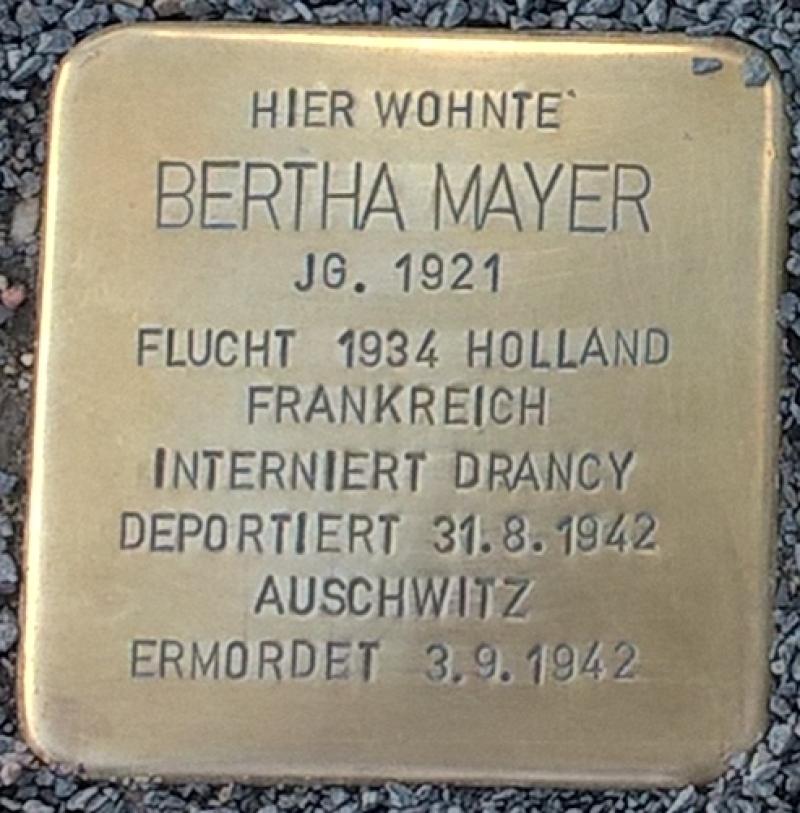 HIER WOHNTE
BERTHA MAYER
JG. 1921
FLUCHT 1934 HOLLAND
FRANKREICH
INTERNIERT DRANCY
DEPORTIERT 31.8.1942
AUSCHWITZ
ERMORDET 3.9.1942